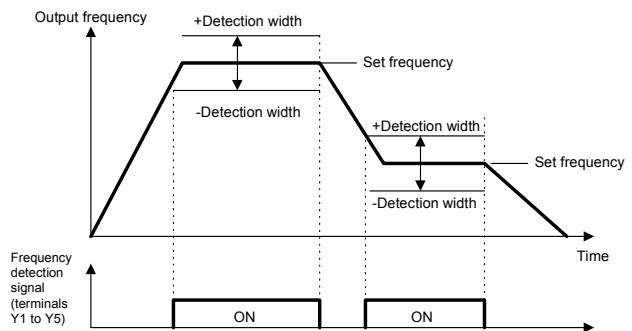 Output frequency
+Detection width
Set frequency
-Detection width
+Detection width
Set frequency
-Detection width
Time
Frequency
detection
signal
(terminals
Y1 to Y5)
ON
ON